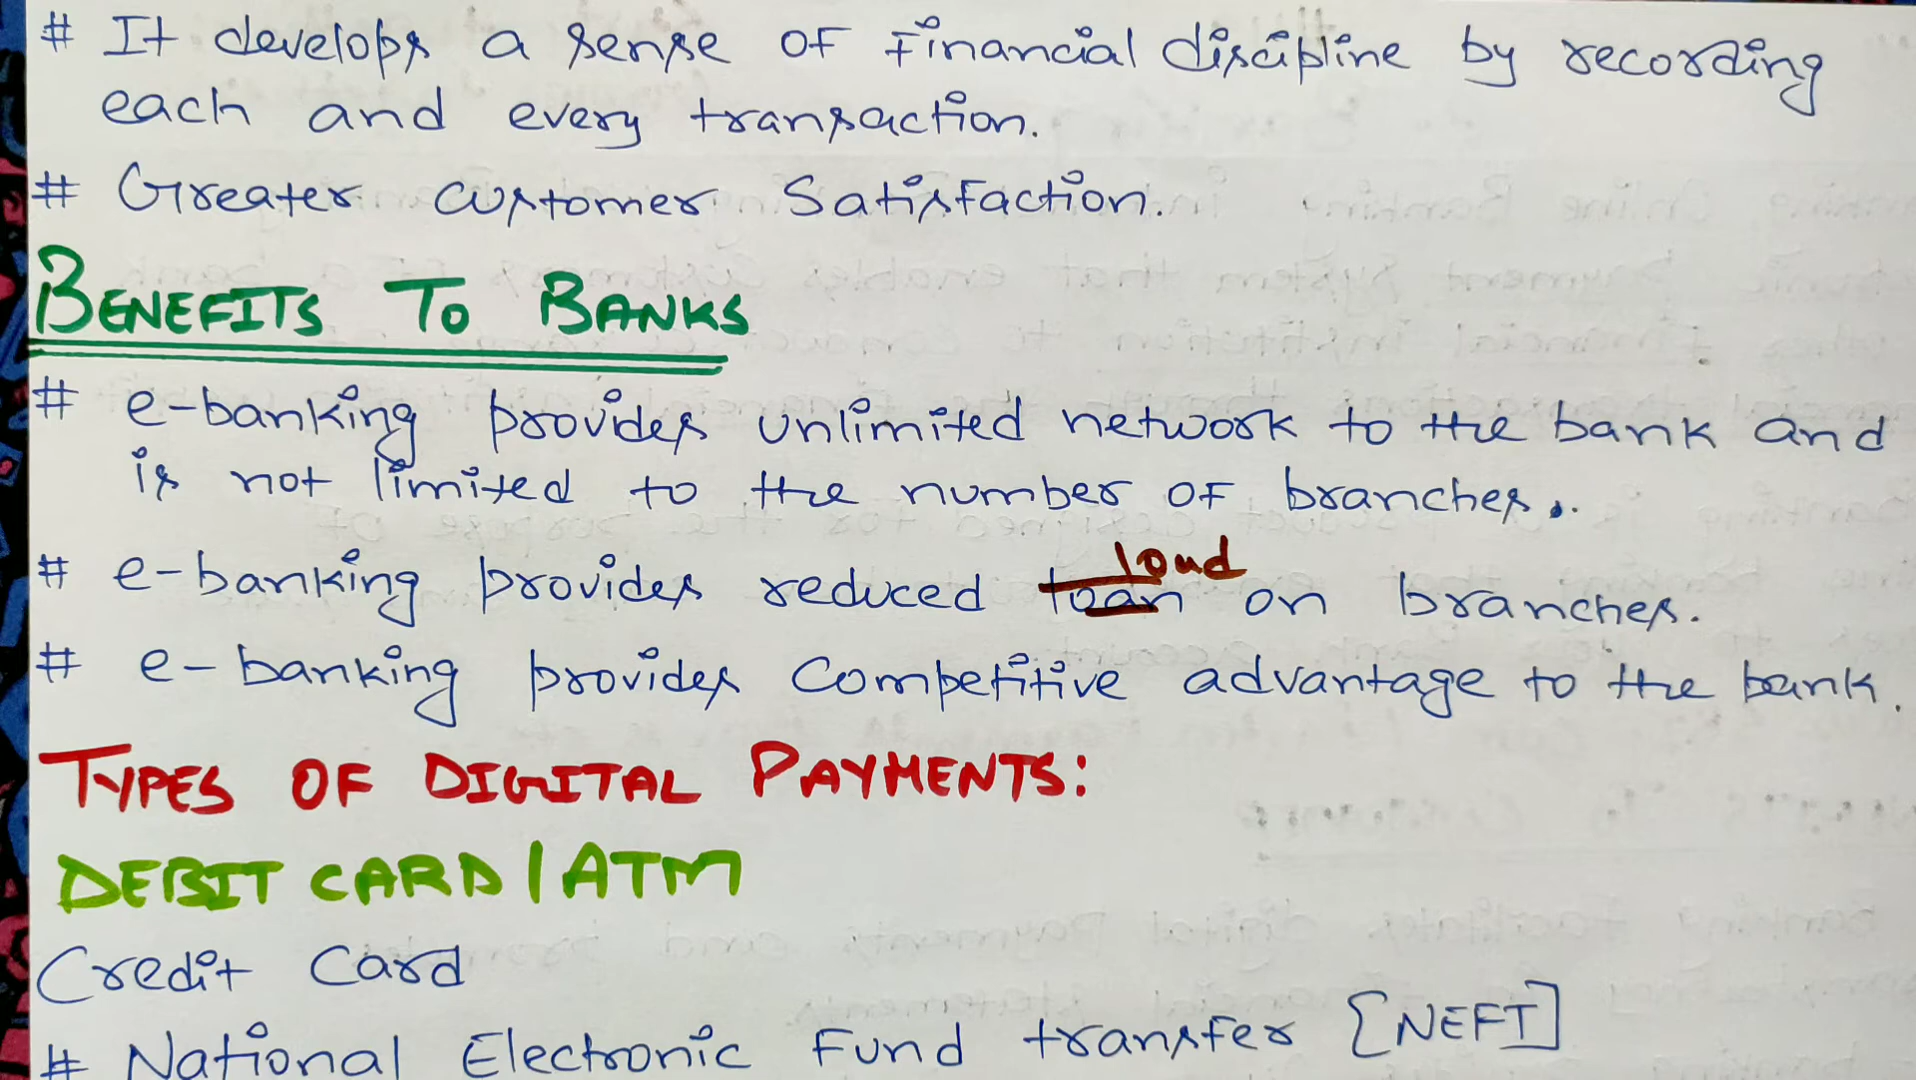 # It develops a sense of Financial discipline by recording
each and every transaction.
# Greater customer Satisfaction.
BENEFITS TO BANKS
# e-banking provides unlimited network to the bank and
is not limited to the number of branches.
# e-banking provides reduced loan load on branches.
# e-banking provides Competitive advantage to the bank.
TYPES OF DIGITAL PAYMENTS:
DEBIT CARD | ATM
Credit Card
# National Electronic Fund transfer [NEFT]